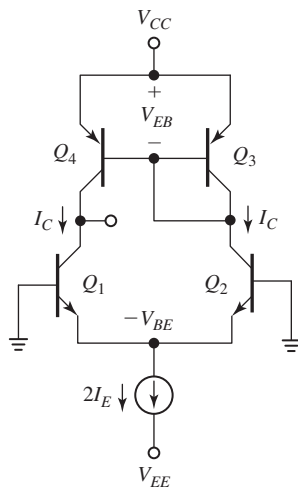 V_CC
+
V_EB
−
Q_4
Q_3
I_C
I_C
Q_1
Q_2
−V_BE
2I_E
V_EE